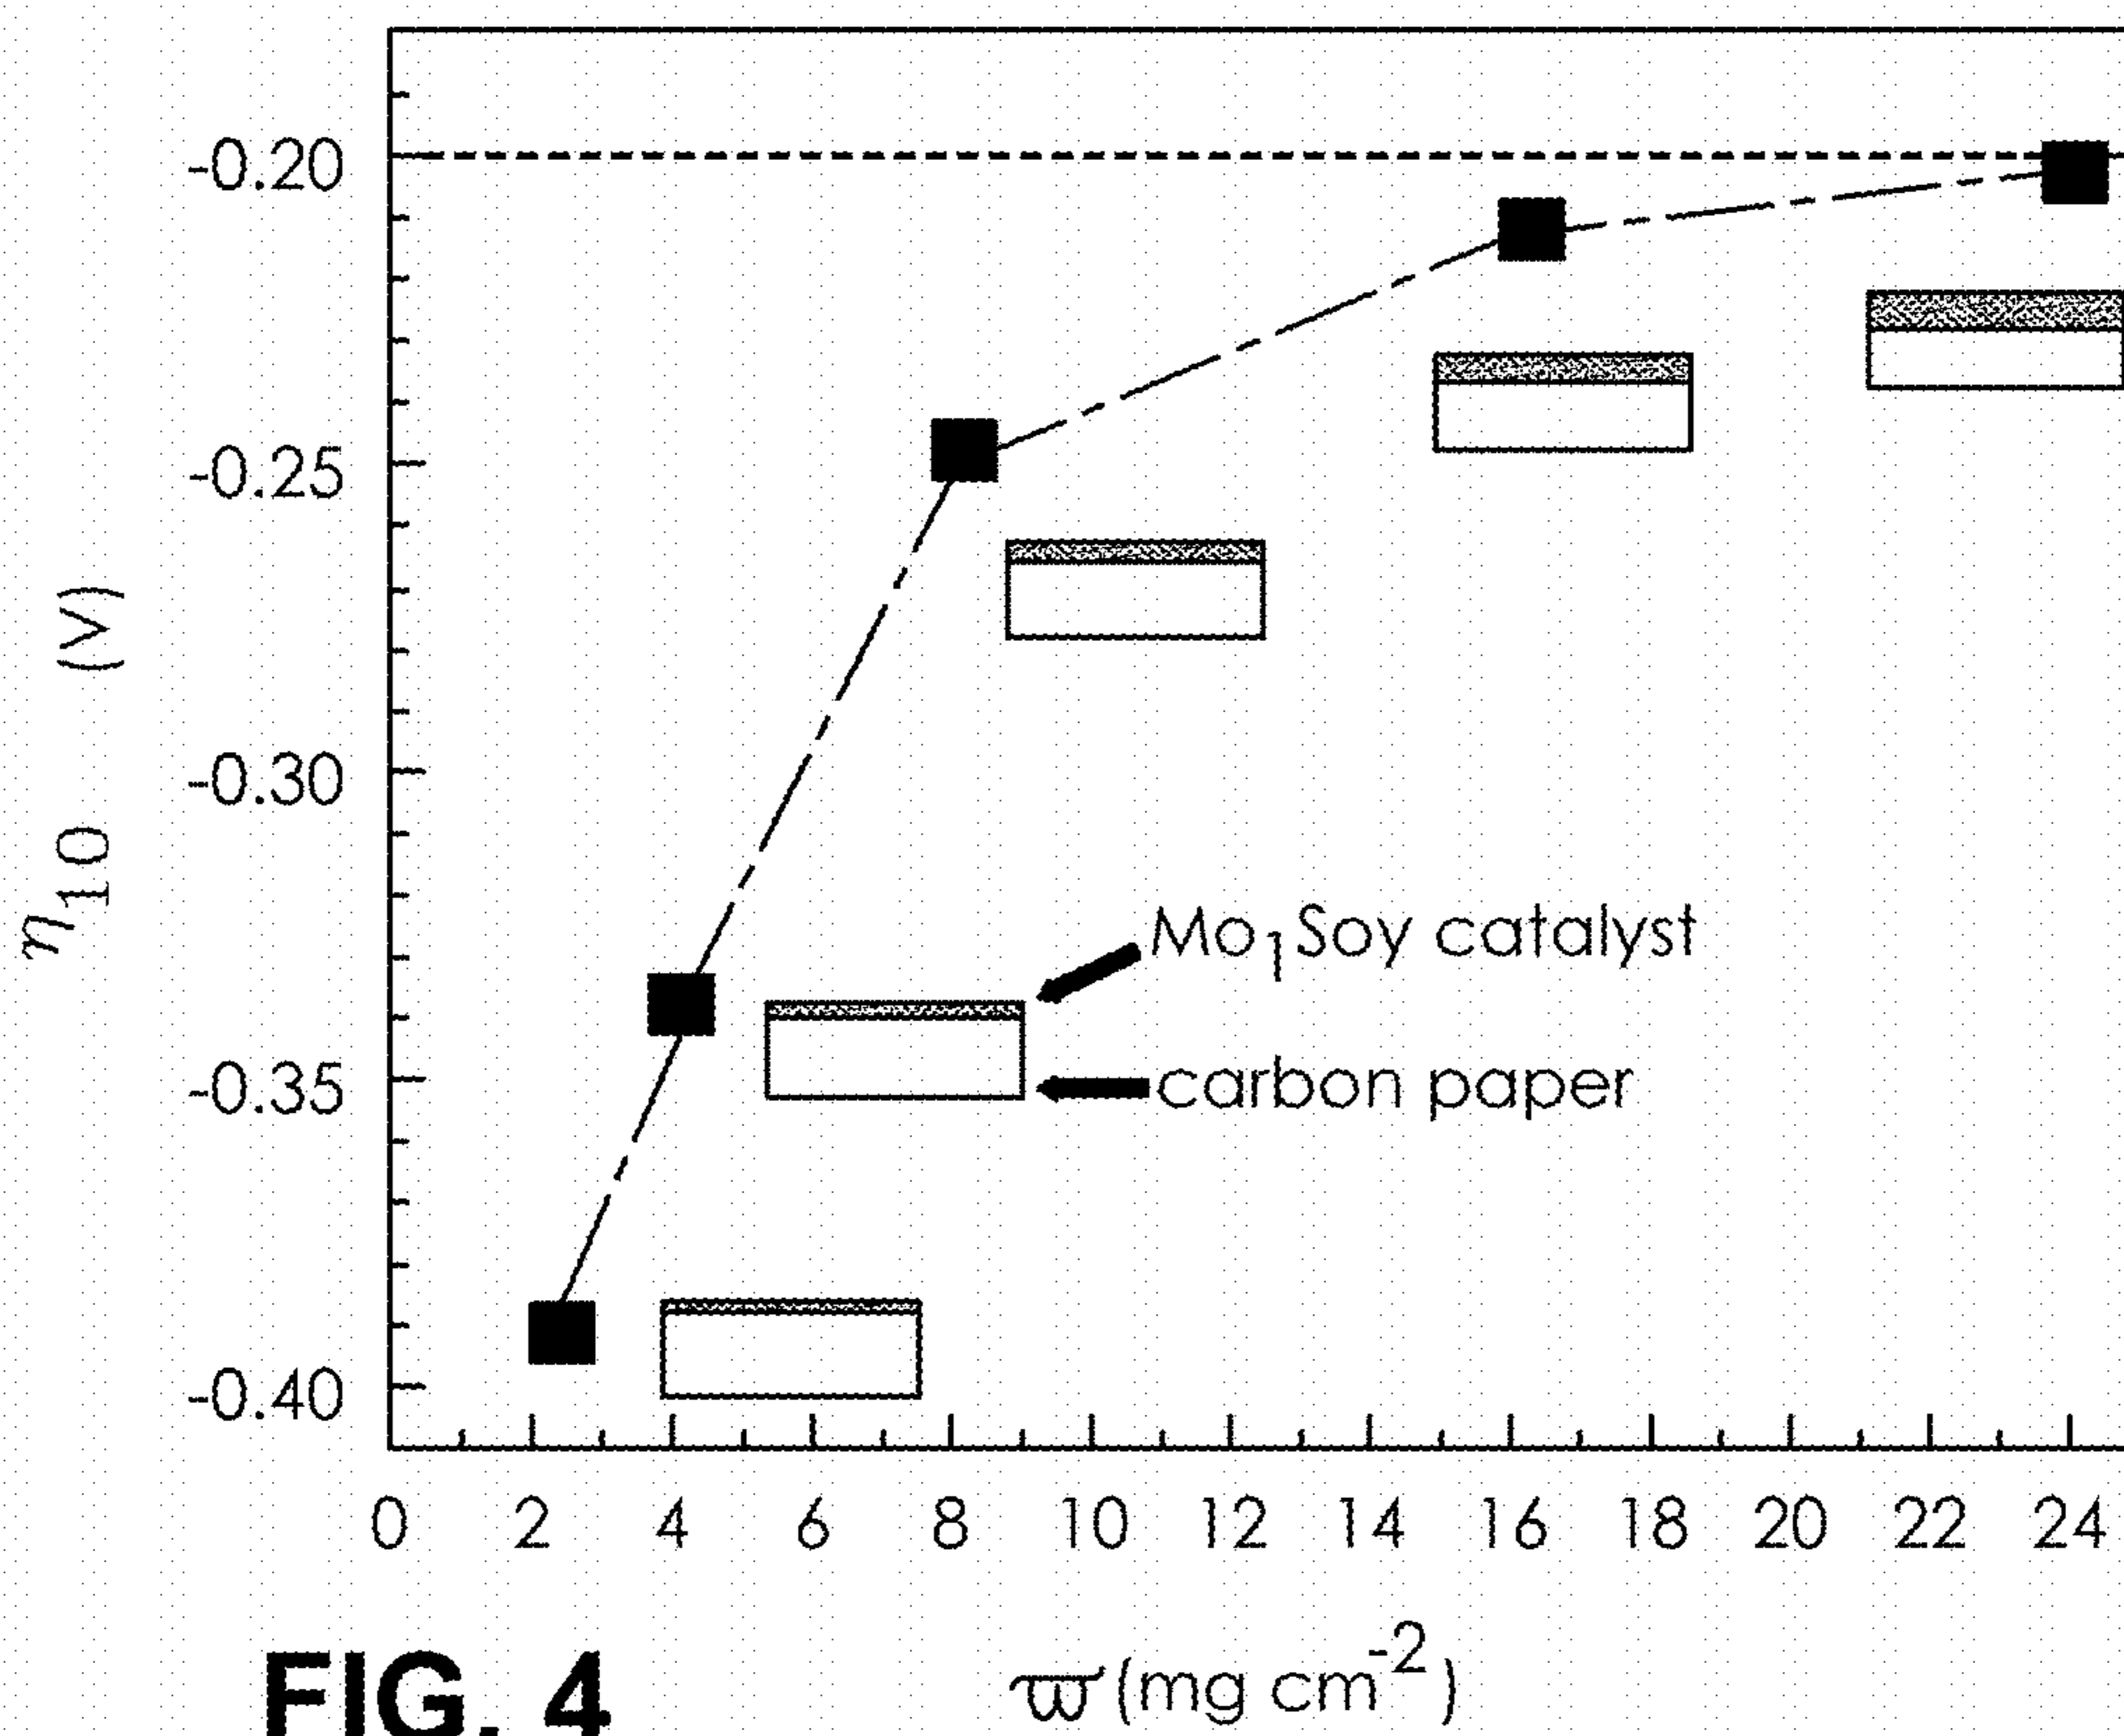 -0.20
-0.25
-0.30
-0.35
-0.40
η10 (V)
Mo1Soy catalyst
carbon paper
0 2 4 6 8 10 12 14 16 18 20 22 24
ϖ (mg cm-2)
FIG. 4